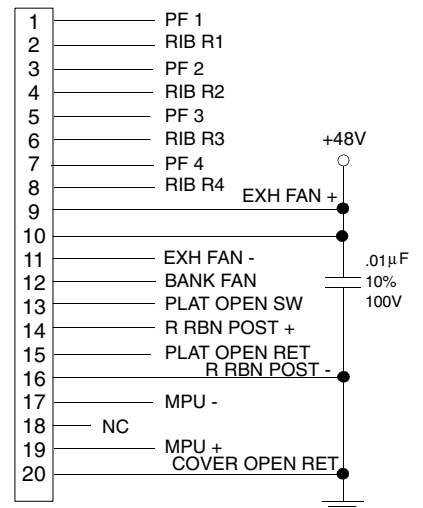 1 PF 1
2 RIB R1
3 PF 2
4 RIB R2
5 PF 3
6 RIB R3
+48V
7 PF 4
8 RIB R4
EXH FAN +
9
10
11 EXH FAN -
.01µF
12 BANK FAN
10%
13 PLAT OPEN SW
100V
14 R RBN POST +
15 PLAT OPEN RET
R RBN POST -
16
17 MPU -
18 NC
19 MPU +
COVER OPEN RET
20